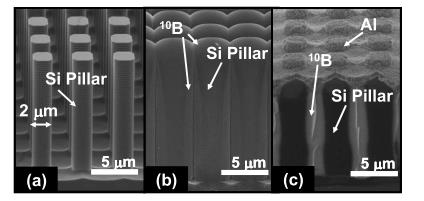 Si Pillar
2 μm
5 μm
(a)
¹⁰B
Si Pillar
5 μm
(b)
Al
¹⁰B
Si Pillar
5 μm
(c)